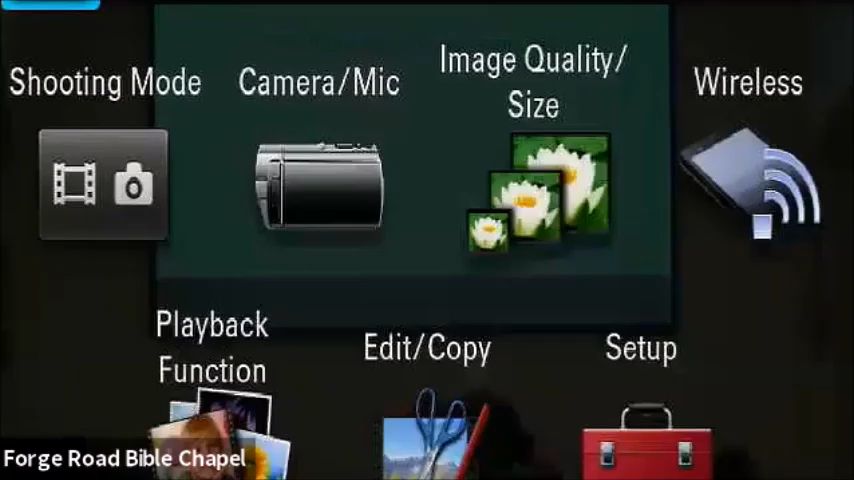 Shooting Mode
Camera/Mic
Image Quality/
Size
Wireless
Playback
Function
Edit/Copy
Setup
Forge Road Bible Chapel